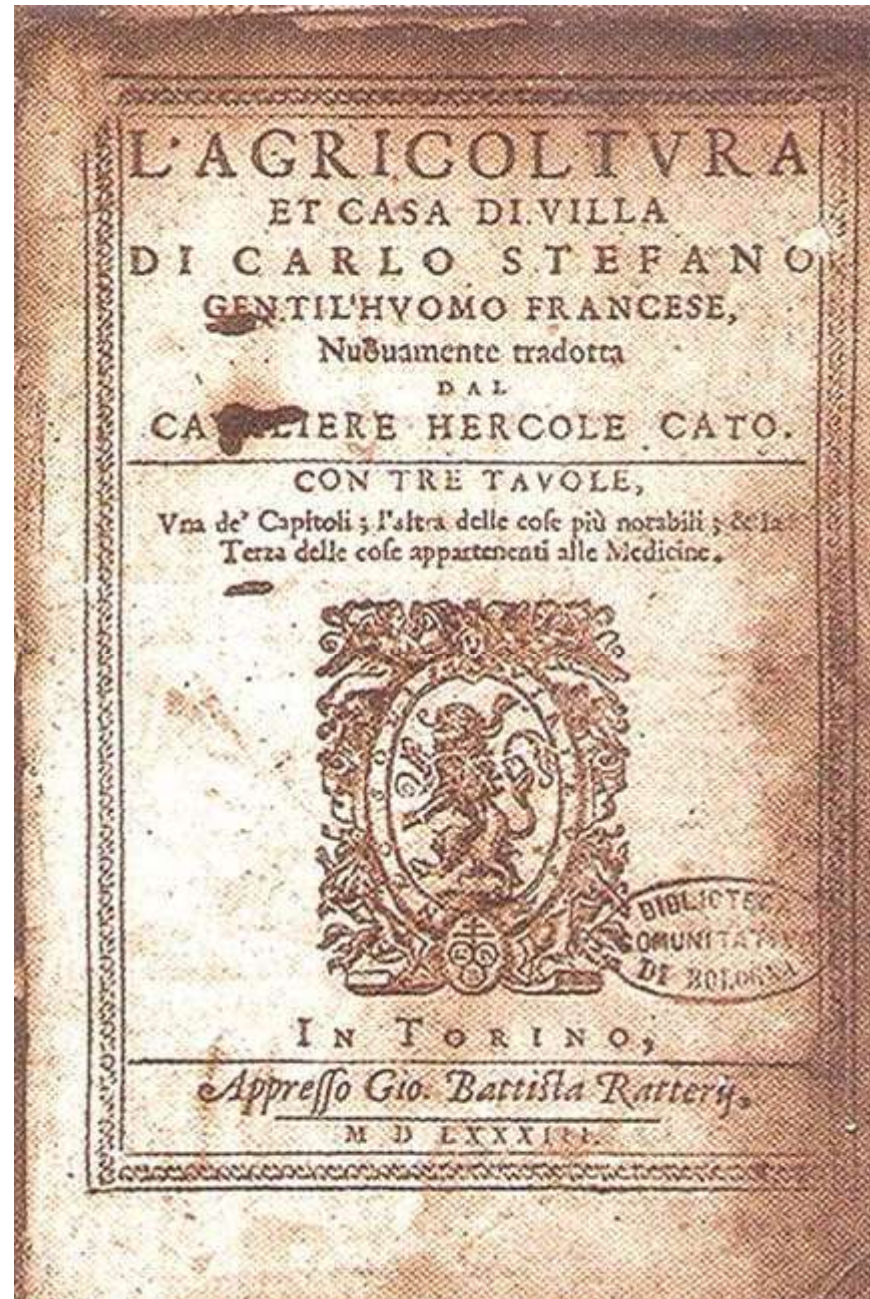 L'AGRICOLTVRA
ET CASA DI VILLA
DI CARLO STEFANO
GENTIL'HVOMO FRANCESE,
Nuouamente tradotta
DAL
CAVALIERE HERCOLE CATO.
CON TRE TAVOLE,
Vna de' Capitoli; l'altra delle cose più notabili; & la
Terza delle cose appartenenti alle Medicine.
BIBLIOTECA
COMUNITATIVA
DI BOLOGNA
IN TORINO,
Appresso Gio. Battista Ratterij,
M D LXXXIII.